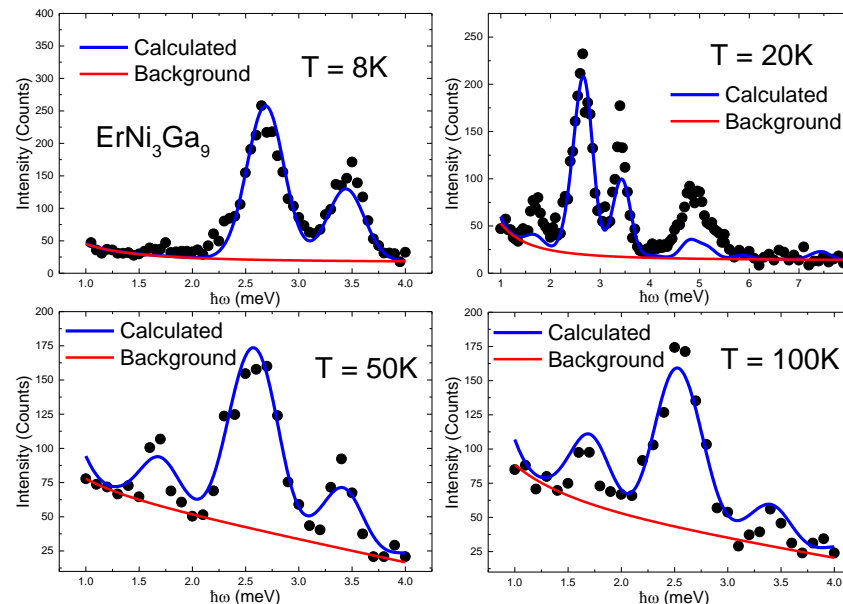 400
350
300
250
200
150
100
50
0
Intensity (Counts)
Calculated
Background
T = 8K
ErNi3Ga9
1.0 1.5 2.0 2.5 3.0 3.5 4.0
ħω (meV)
250
200
150
100
50
0
Intensity (Counts)
T = 20K
Calculated
Background
1 2 3 4 5 6 7
ħω (meV)
200
175
150
125
100
75
50
25
Intensity (Counts)
Calculated
Background
T = 50K
1.0 1.5 2.0 2.5 3.0 3.5 4.0
ħω (meV)
200
175
150
125
100
75
50
25
Intensity (Counts)
Calculated
Background
T = 100K
1.0 1.5 2.0 2.5 3.0 3.5 4.0
ħω (meV)